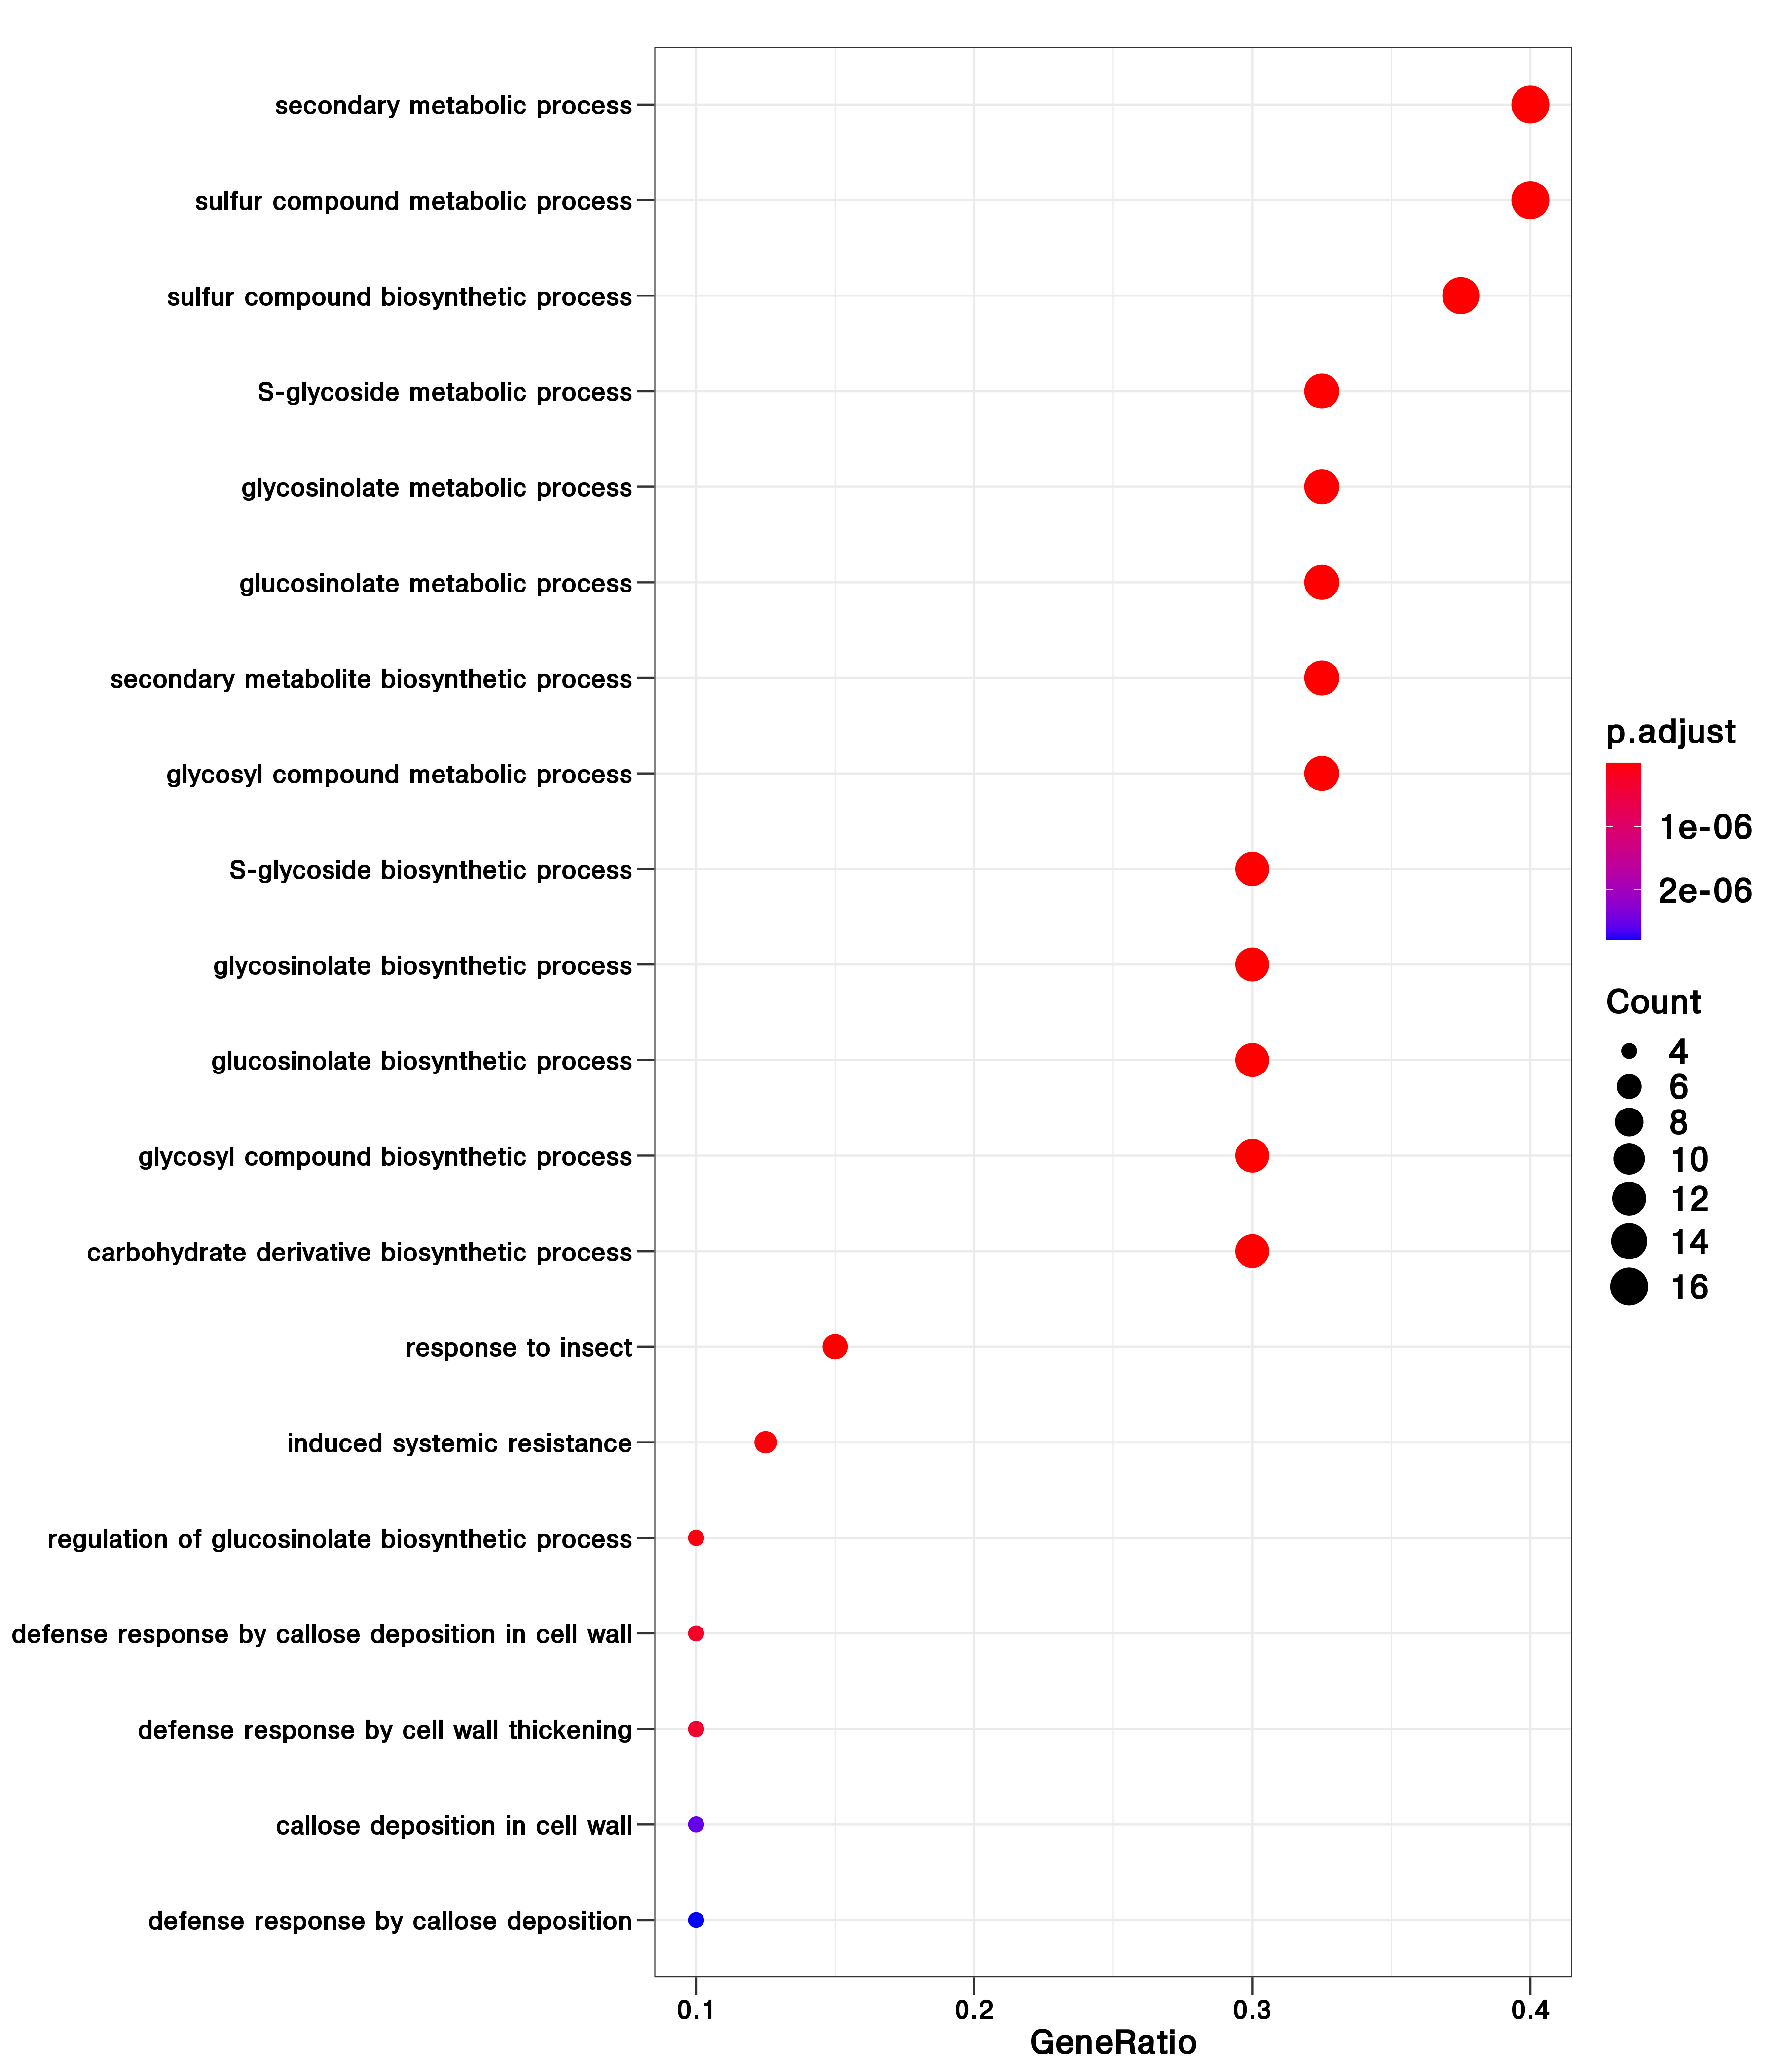 secondary metabolic process
sulfur compound metabolic process
sulfur compound biosynthetic process
S-glycoside metabolic process
glycosinolate metabolic process
glucosinolate metabolic process
secondary metabolite biosynthetic process
glycosyl compound metabolic process
S-glycoside biosynthetic process
glycosinolate biosynthetic process
glucosinolate biosynthetic process
glycosyl compound biosynthetic process
carbohydrate derivative biosynthetic process
response to insect
induced systemic resistance
regulation of glucosinolate biosynthetic process
defense response by callose deposition in cell wall
defense response by cell wall thickening
callose deposition in cell wall
defense response by callose deposition
0.1 0.2 0.3 0.4
GeneRatio
p.adjust
1e-06
2e-06
Count
4
6
8
10
12
14
16